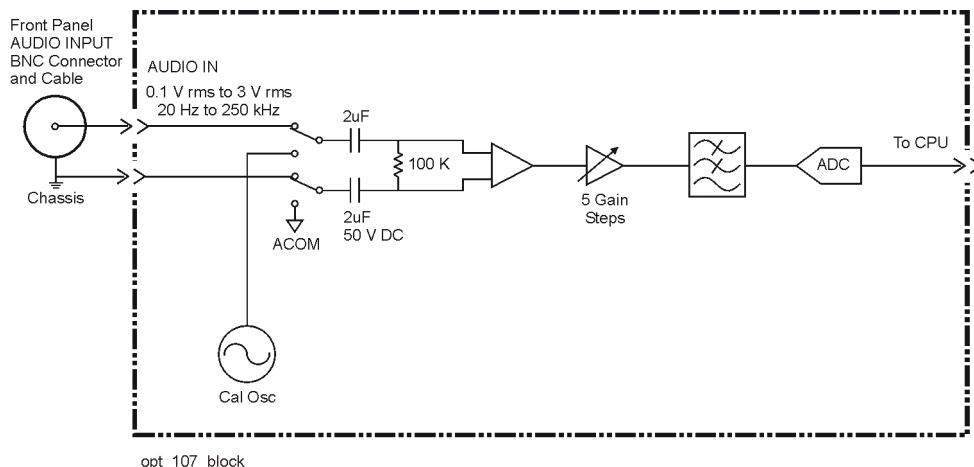 Front Panel
AUDIO INPUT
BNC Connector
and Cable
AUDIO IN
0.1 V rms to 3 V rms
20 Hz to 250 kHz
2uF
100 K
To CPU
ADC
Chassis
2uF
50 V DC
5 Gain
Steps
ACOM
Cal Osc
opt_107_block